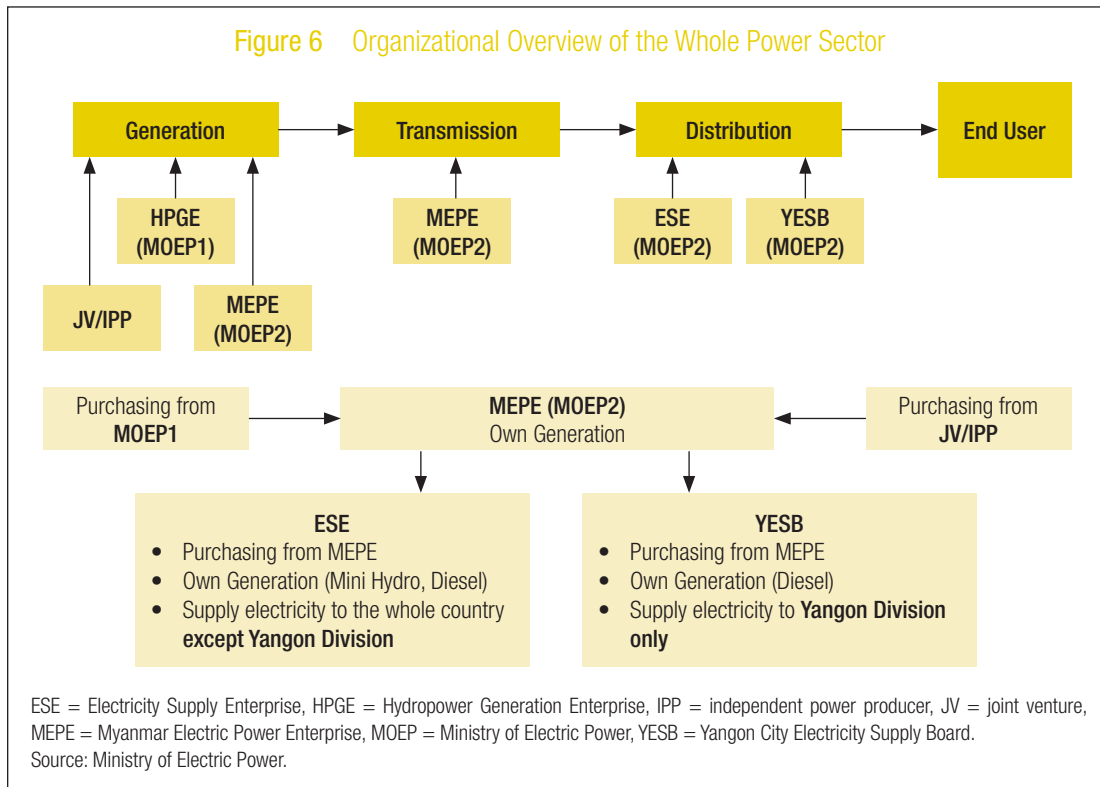 Figure 6 Organizational Overview of the Whole Power Sector
Generation
Transmission
Distribution
End User
HPGE
(MOEP1)
MEPE
(MOEP2)
ESE
(MOEP2)
YESB
(MOEP2)
JV/IPP
MEPE
(MOEP2)
Purchasing from
MOEP1
MEPE (MOEP2)
Own Generation
Purchasing from
JV/IPP
ESE
• Purchasing from MEPE
• Own Generation (Mini Hydro, Diesel)
• Supply electricity to the whole country
except Yangon Division
YESB
• Purchasing from MEPE
• Own Generation (Diesel)
• Supply electricity to Yangon Division
only
ESE = Electricity Supply Enterprise, HPGE = Hydropower Generation Enterprise, IPP = independent power producer, JV = joint venture,
MEPE = Myanmar Electric Power Enterprise, MOEP = Ministry of Electric Power, YESB = Yangon City Electricity Supply Board.
Source: Ministry of Electric Power.